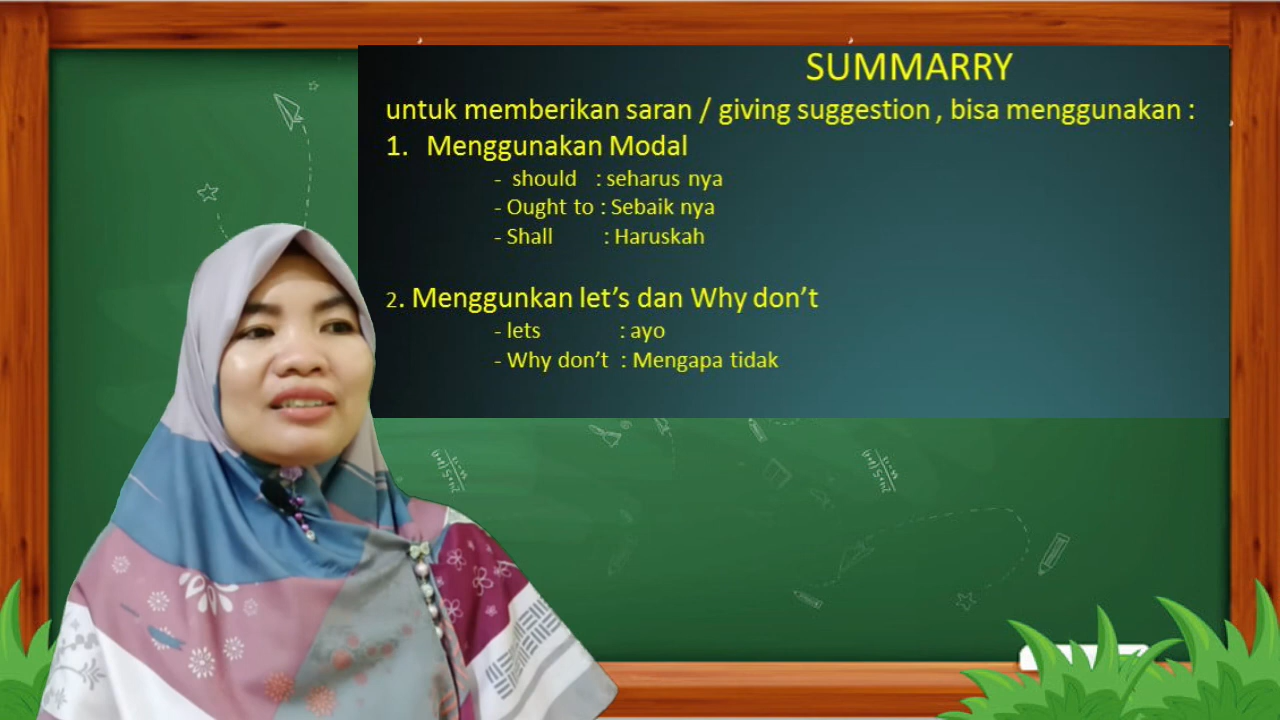 SUMMARRY
untuk memberikan saran / giving suggestion , bisa menggunakan :
1. Menggunakan Modal
- should : seharus nya
- Ought to : Sebaik nya
- Shall : Haruskah
2. Menggunkan let's dan Why don't
- lets : ayo
- Why don't : Mengapa tidak